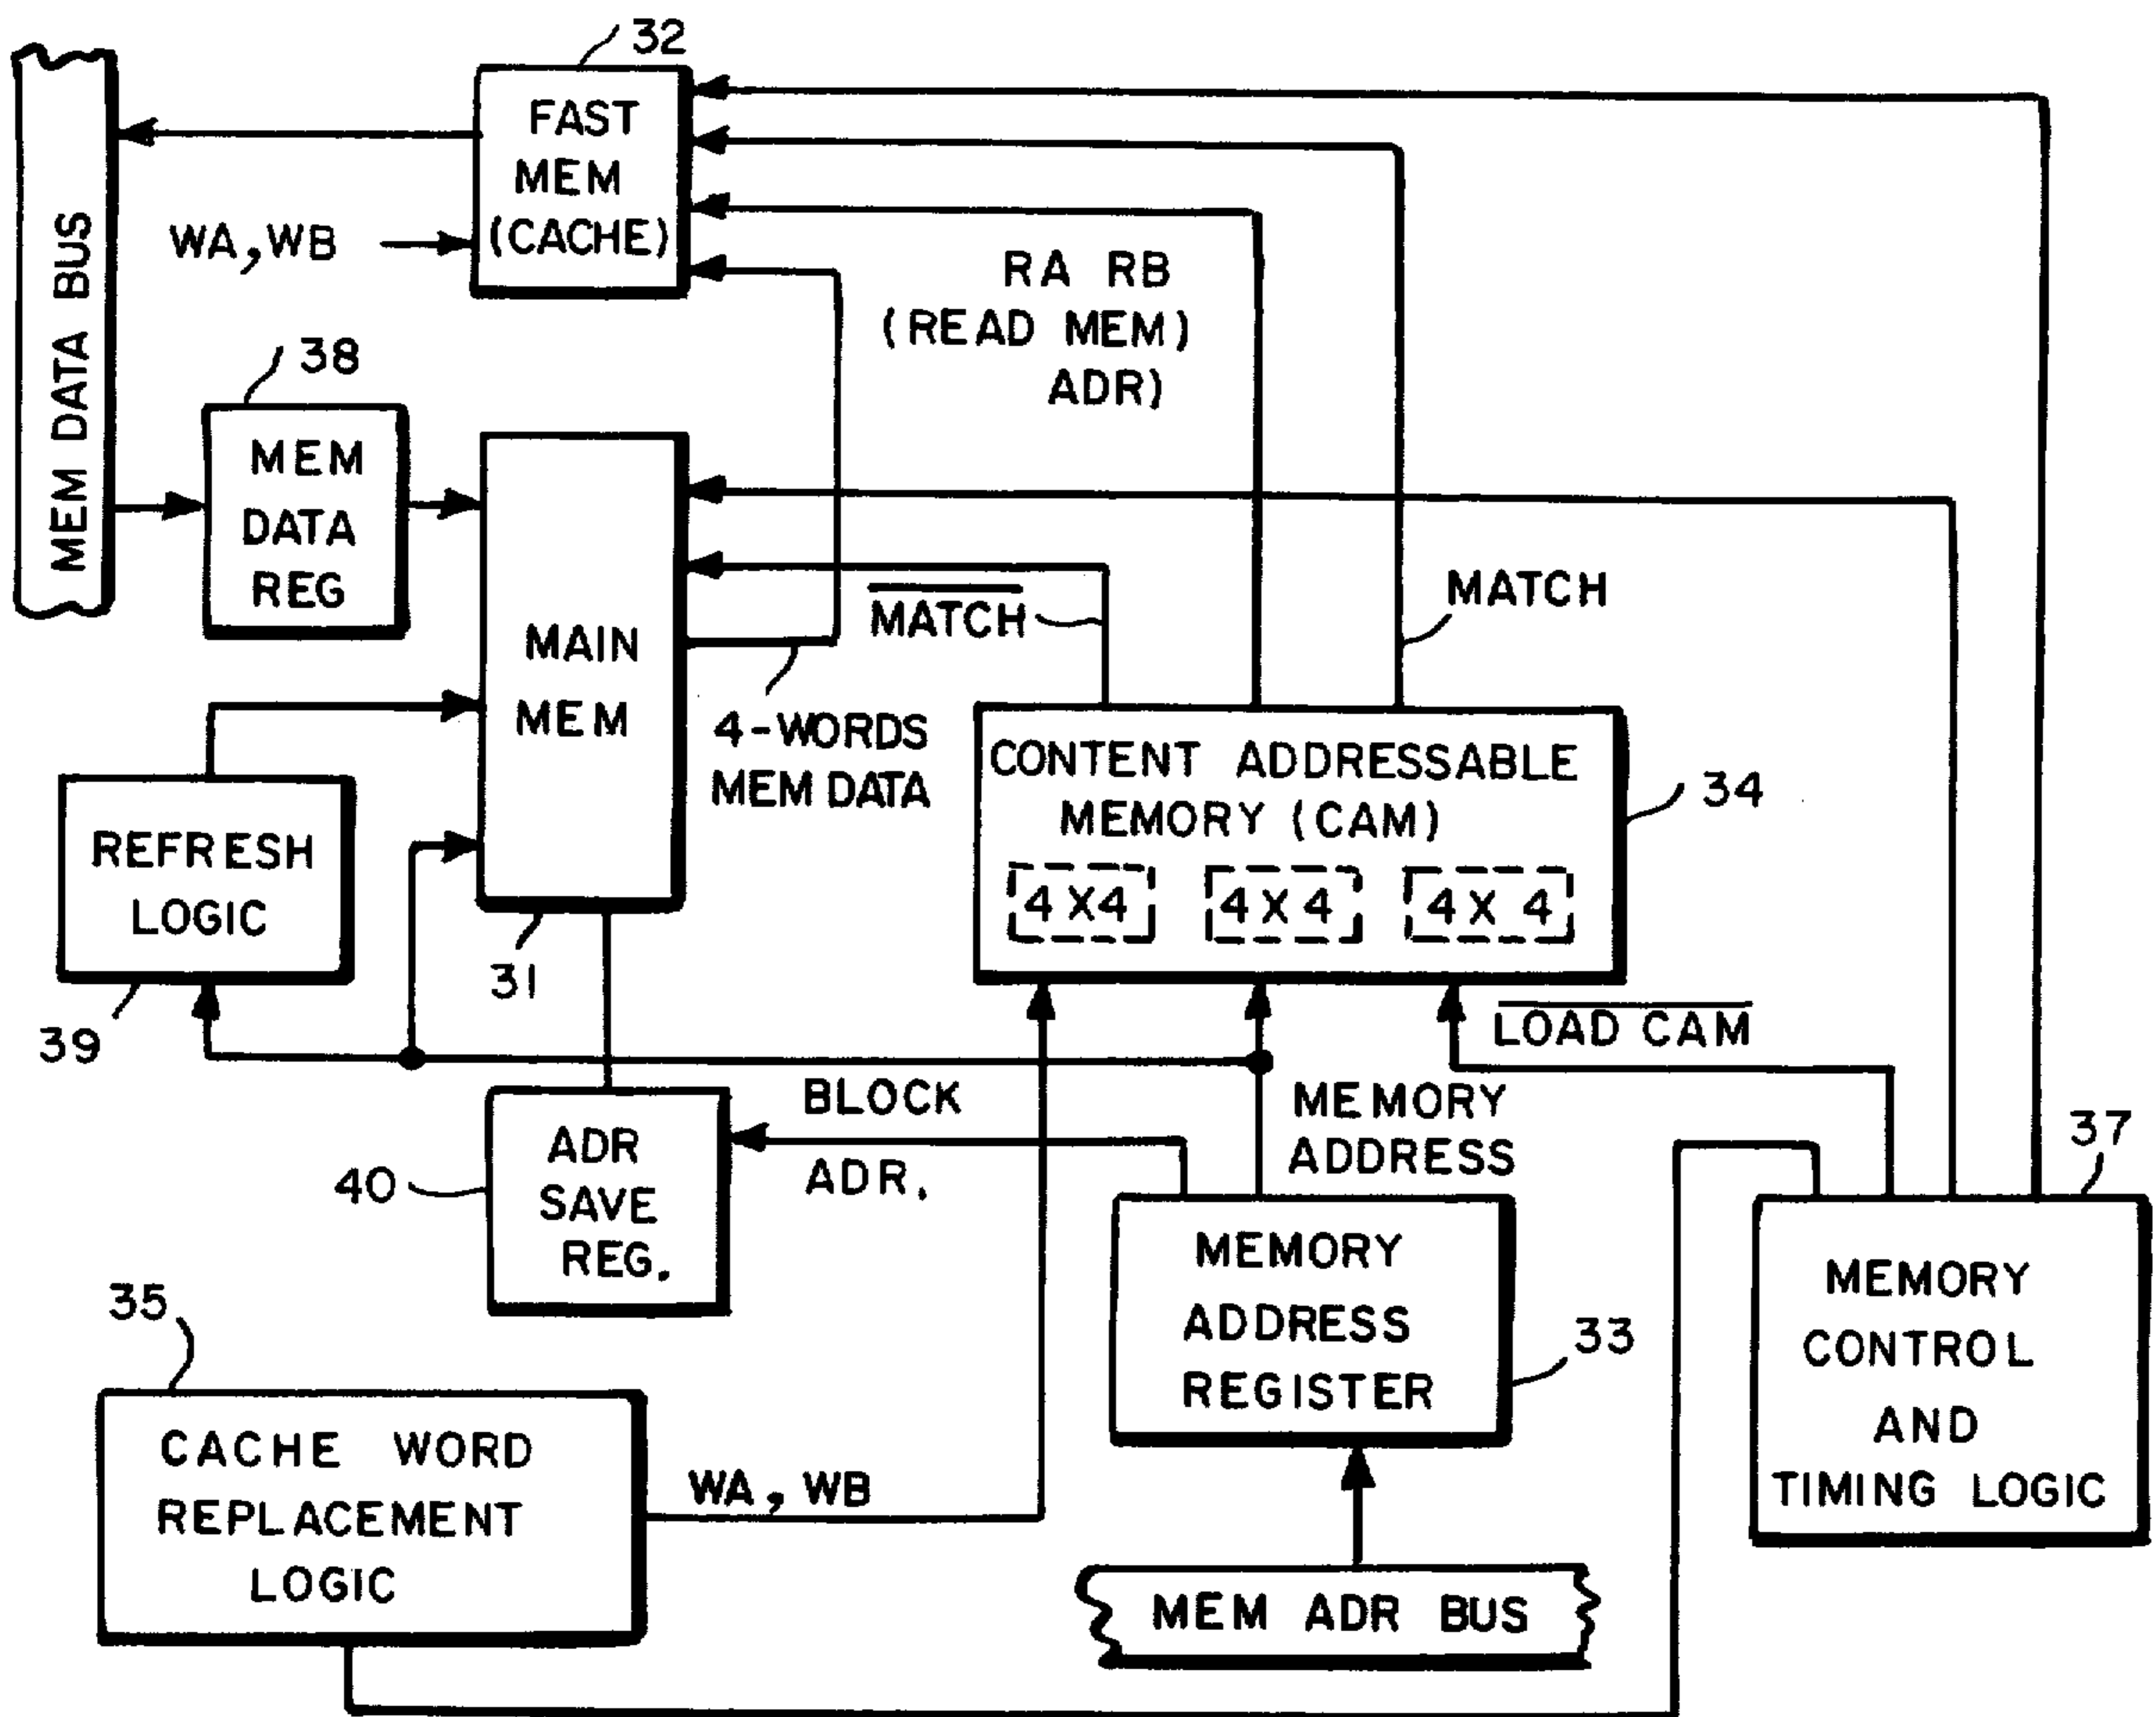 32
FAST
MEM
(CACHE)
MEM DATA BUS
WA, WB
RA RB
(READ MEM)
ADR)
38
MEM
DATA
REG
MAIN
MEM
MATCH
MATCH
4-WORDS
MEM DATA
CONTENT ADDRESSABLE
MEMORY (CAM)
4X4 4X4 4X4
34
REFRESH
LOGIC
31
39
LOAD CAM
BLOCK
ADR.
MEMORY
ADDRESS
37
ADR
SAVE
REG.
40
MEMORY
ADDRESS
REGISTER
33
MEMORY
CONTROL
AND
TIMING LOGIC
35
CACHE WORD
REPLACEMENT
LOGIC
WA, WB
MEM ADR BUS